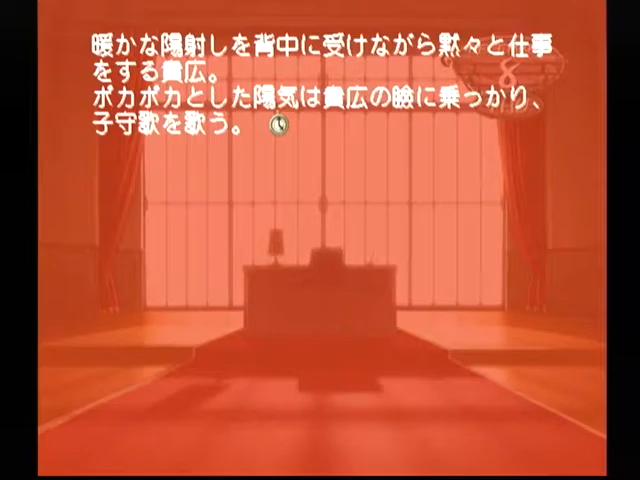 暖かな陽射しを背中に受けながら黙々と仕事
をする貴広。
ポカポカとした陽気は貴広の瞼に乗っかり、
子守歌を歌う。
8